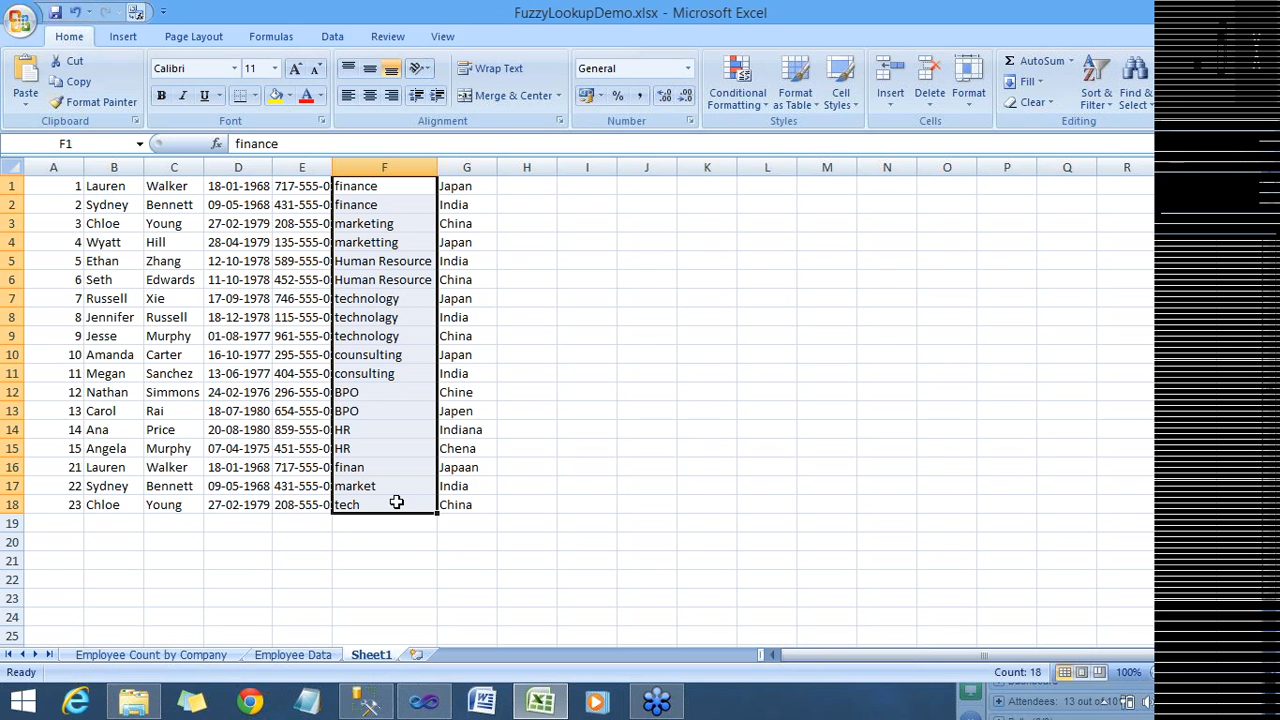 FuzzyLookupDemo.xlsx - Microsoft Excel
Home Insert Page Layout Formulas Data Review View
Cut
Copy
Format Painter
Paste
Clipboard
Calibri 11
B I U
Font
Wrap
Merge & Center
Alignment
General
% ,
Number
Conditional Formatting
Format as Table
Cell Styles
Styles
Insert Delete Format
Cells
AutoSum
Fill
Clear
Sort & Filter
Find & Select
Editing
F1 finance
A B C D E F G H I J K L M N O P Q R
1 1 Lauren Walker 18-01-1968 717-555-0 finance Japan
2 2 Sydney Bennett 09-05-1968 431-555-0 finance India
3 3 Chloe Young 27-02-1979 208-555-0 marketing China
4 4 Wyatt Hill 28-04-1979 135-555-0 marketting Japan
5 5 Ethan Zhang 12-10-1978 589-555-0 Human Resource India
6 6 Seth Edwards 11-10-1978 452-555-0 Human Resource China
7 7 Russell Xie 17-09-1978 746-555-0 technology Japan
8 8 Jennifer Russell 18-12-1978 115-555-0 technolagy India
9 9 Jesse Murphy 01-08-1977 961-555-0 technology China
10 10 Amanda Carter 16-10-1977 295-555-0 counsulting Japan
11 11 Megan Sanchez 13-06-1977 404-555-0 consulting India
12 12 Nathan Simmons 24-02-1976 296-555-0 BPO Chine
13 13 Carol Rai 18-07-1980 654-555-0 BPO Japen
14 14 Ana Price 20-08-1980 859-555-0 HR Indiana
15 15 Angela Murphy 07-04-1975 451-555-0 HR Chena
16 21 Lauren Walker 18-01-1968 717-555-0 finan Japaan
17 22 Sydney Bennett 09-05-1968 431-555-0 market India
18 23 Chloe Young 27-02-1979 208-555-0 tech China
19
20
21
22
23
24
25
Employee Count by Company Employee Data Sheet1
Ready Count: 18 100%
Attendees: 13 out of 10